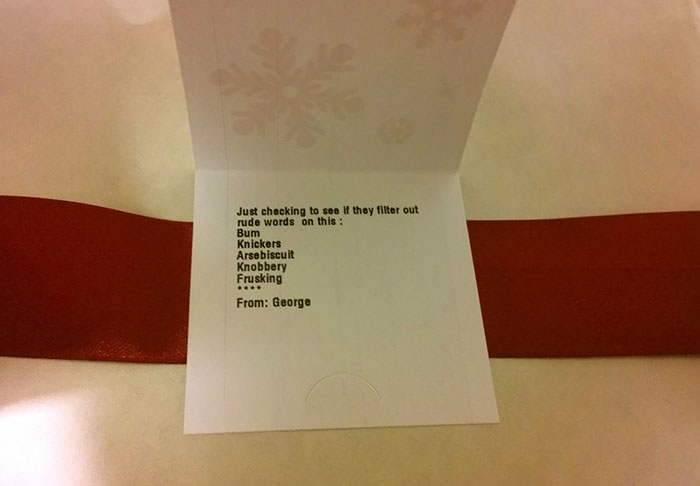 Just checking to see if they filter out
rude words on this :
Bum
Knickers
Arsebiscuit
Knobbery
Frusking
****
From: George